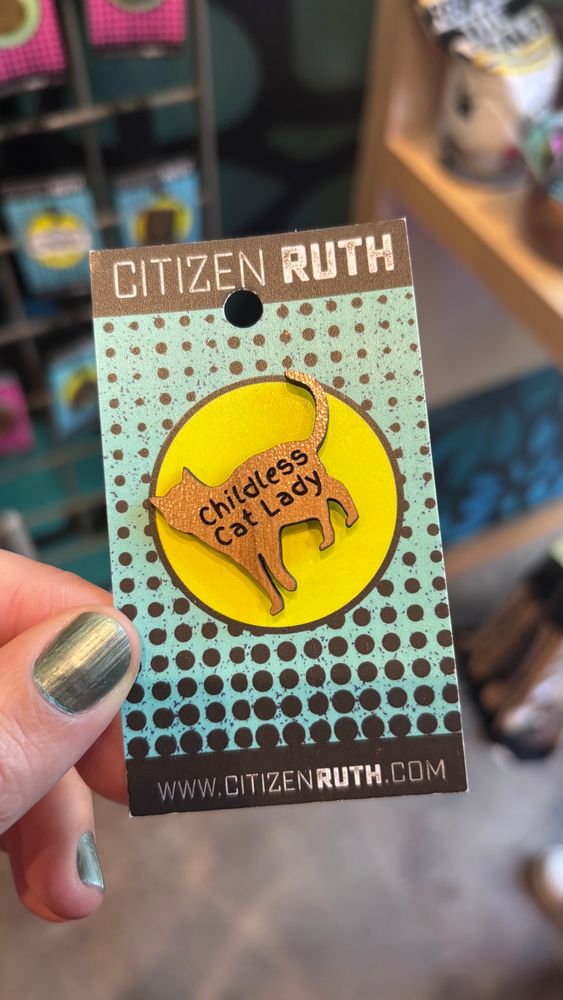 CITIZEN RUTH
Childless
Cat Lady
WWW.CITIZENRUTH.COM